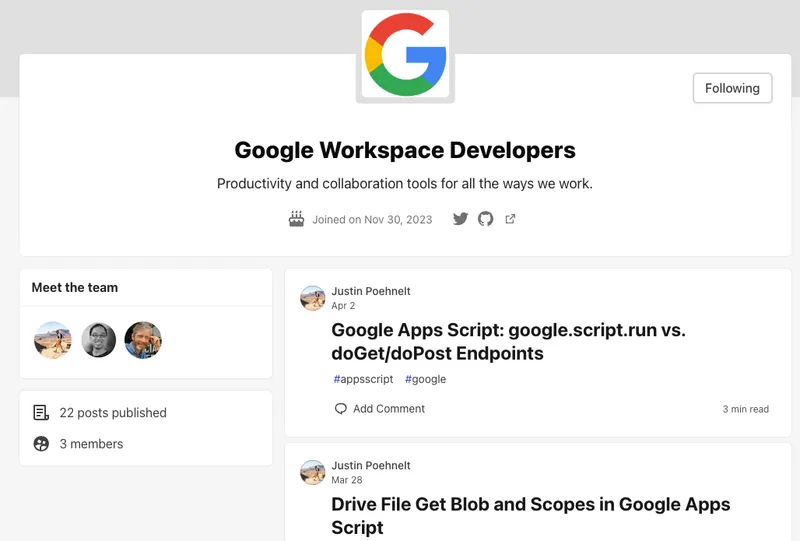 Following
Google Workspace Developers
Productivity and collaboration tools for all the ways we work.
Joined on Nov 30, 2023
Meet the team
22 posts published
3 members
Justin Poehnelt
Apr 2
Google Apps Script: google.script.run vs.
doGet/doPost Endpoints
#appsscript #google
Add Comment
3 min read
Justin Poehnelt
Mar 28
Drive File Get Blob and Scopes in Google Apps
Script